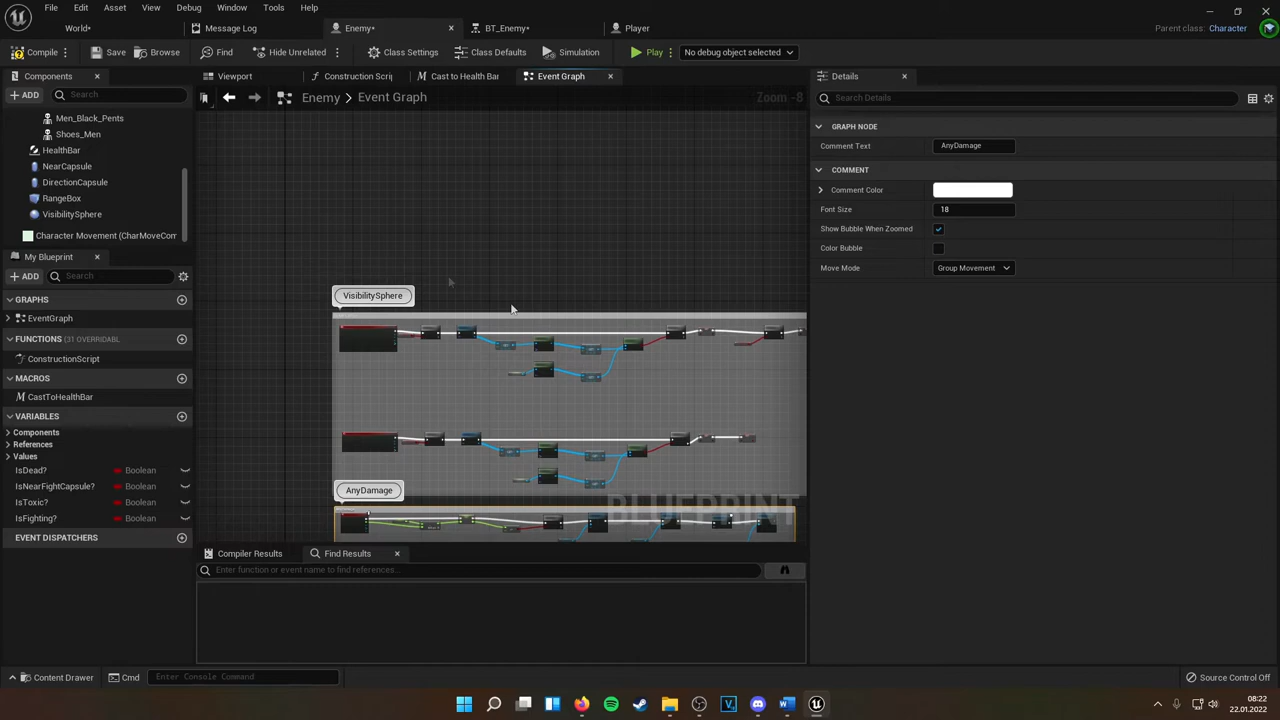 File Edit Asset View Debug Window Tools Help
World* Message Log Enemy* BT_Enemy* Player Parent class: Character
Compile Save Browse Find Hide Unrelated Class Settings Class Defaults Simulation Play No debug object selected
Components Viewport Construction Scrip Cast to Health Bar Event Graph Details
ADD Search Enemy Event Graph Zoom -8 Search Details
Men_Black_Pents
Shoes_Men
HealthBar
NearCapsule
DirectionCapsule
RangeBox
VisibilitySphere
Character Movement (CharMoveCom
My Blueprint
ADD Search
GRAPHS
EventGraph
FUNCTIONS (31 OVERRIDABL
ConstructionScript
MACROS
CastToHealthBar
VARIABLES
Components
References
Values
IsDead? Boolean
IsNearFightCapsule? Boolean
IsToxic? Boolean
IsFighting? Boolean
EVENT DISPATCHERS
VisibilitySphere
AnyDamage
BLUEPRINT
GRAPH NODE
Comment Text AnyDamage
COMMENT
Comment Color
Font Size 18
Show Bubble When Zoomed
Color Bubble
Move Mode Group Movement
Compiler Results Find Results
Enter function or event name to find references...
Content Drawer Cmd Enter Console Command Source Control Off
08:22
22.01.2022